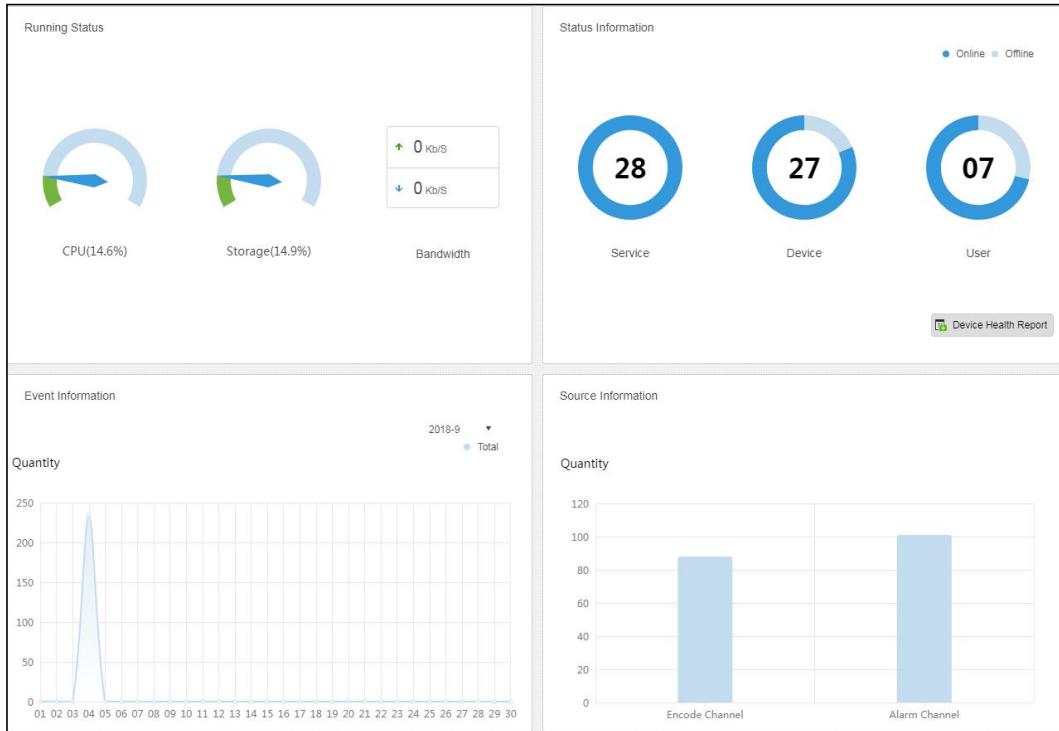 Running Status
CPU(14.6%)
Storage(14.9%)
0 Kb/S
0 Kb/S
Bandwidth
Status Information
Online Offline
28
27
07
Service
Device
User
Device Health Report
Event Information
2018-9
Total
Quantity
250
200
150
100
50
0
01 02 03 04 05 06 07 08 09 10 11 12 13 14 15 16 17 18 19 20 21 22 23 24 25 26 27 28 29 30
Source Information
Quantity
120
100
80
60
40
20
0
Encode Channel
Alarm Channel